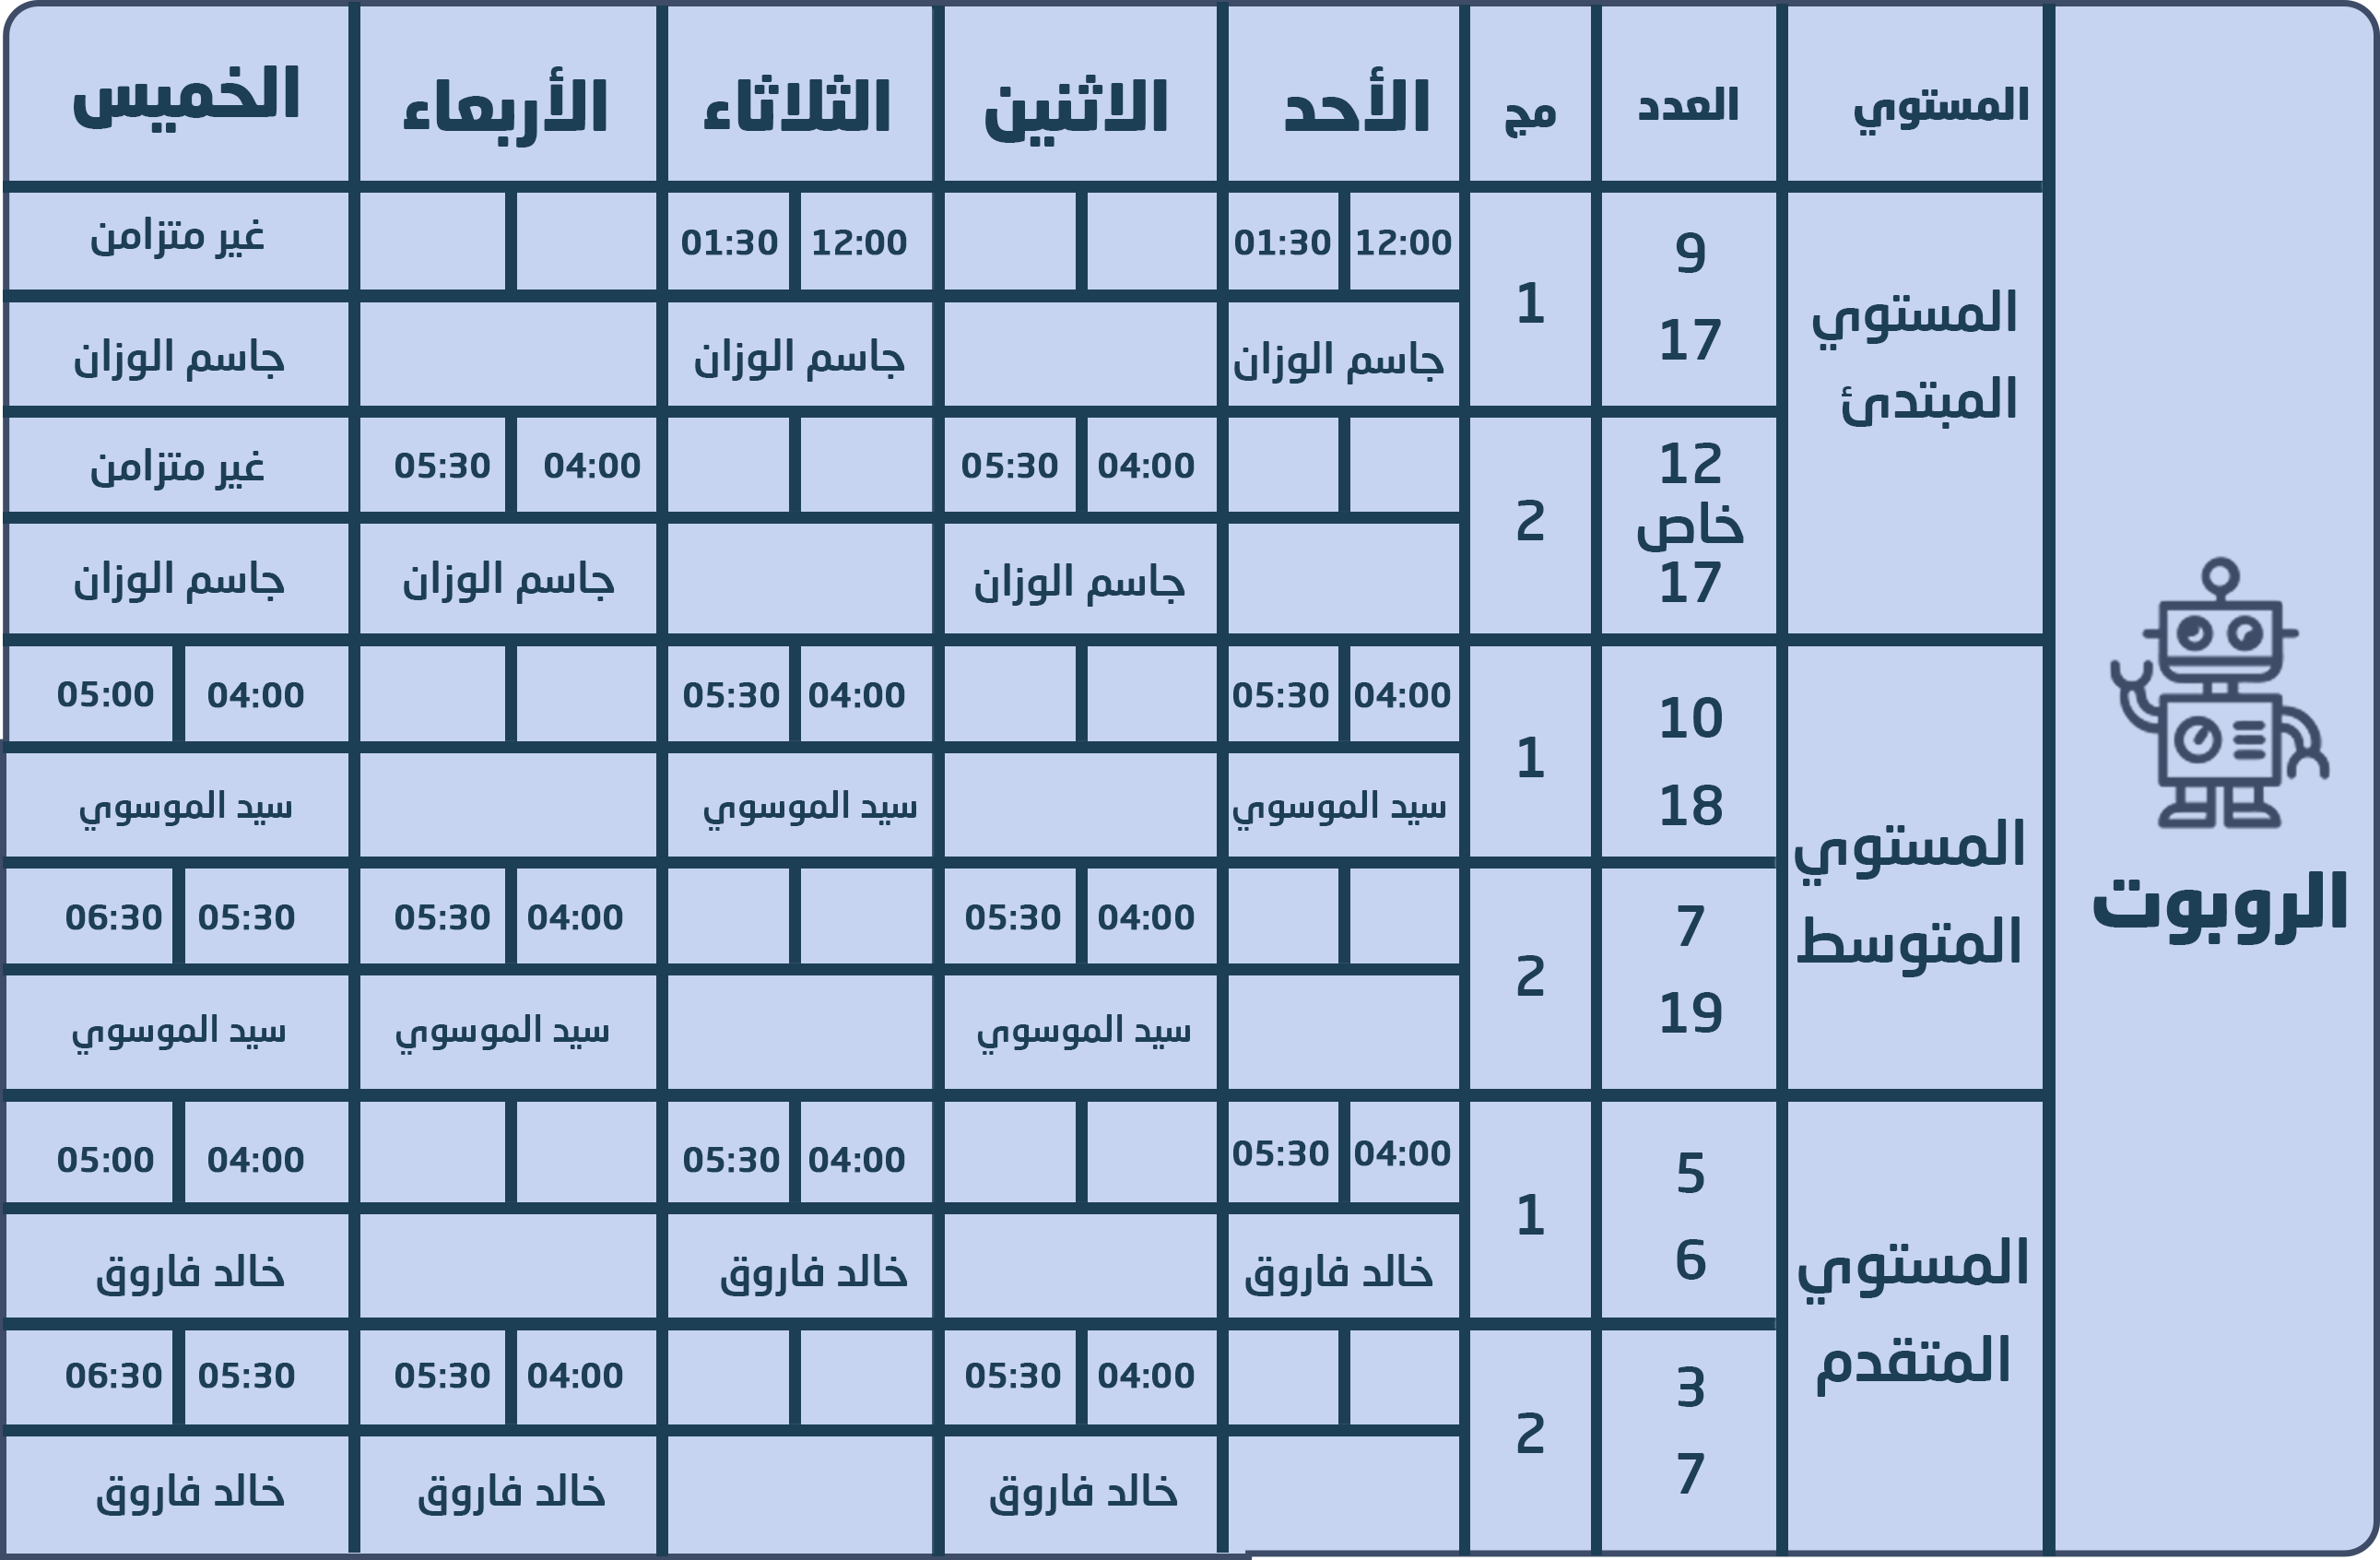 المستوي العدد مج الأحد الاثنين الثلاثاء الأربعاء الخميس
الروبوت
المستوي
المبتدئ
9
17
1
12:00 01:30 12:00 01:30 غير متزامن
جاسم الوزان جاسم الوزان جاسم الوزان
12
خاص
17
2
04:00 05:30 04:00 05:30 غير متزامن
جاسم الوزان جاسم الوزان جاسم الوزان
المستوي
المتوسط
10
18
1
04:00 05:30 04:00 05:30 04:00 05:00
سيد الموسوي سيد الموسوي سيد الموسوي
7
19
2
04:00 05:30 04:00 05:30 05:30 06:30
سيد الموسوي سيد الموسوي سيد الموسوي
المستوي
المتقدم
5
6
1
04:00 05:30 04:00 05:30 04:00 05:00
خالد فاروق خالد فاروق خالد فاروق
3
7
2
04:00 05:30 04:00 05:30 05:30 06:30
خالد فاروق خالد فاروق خالد فاروق